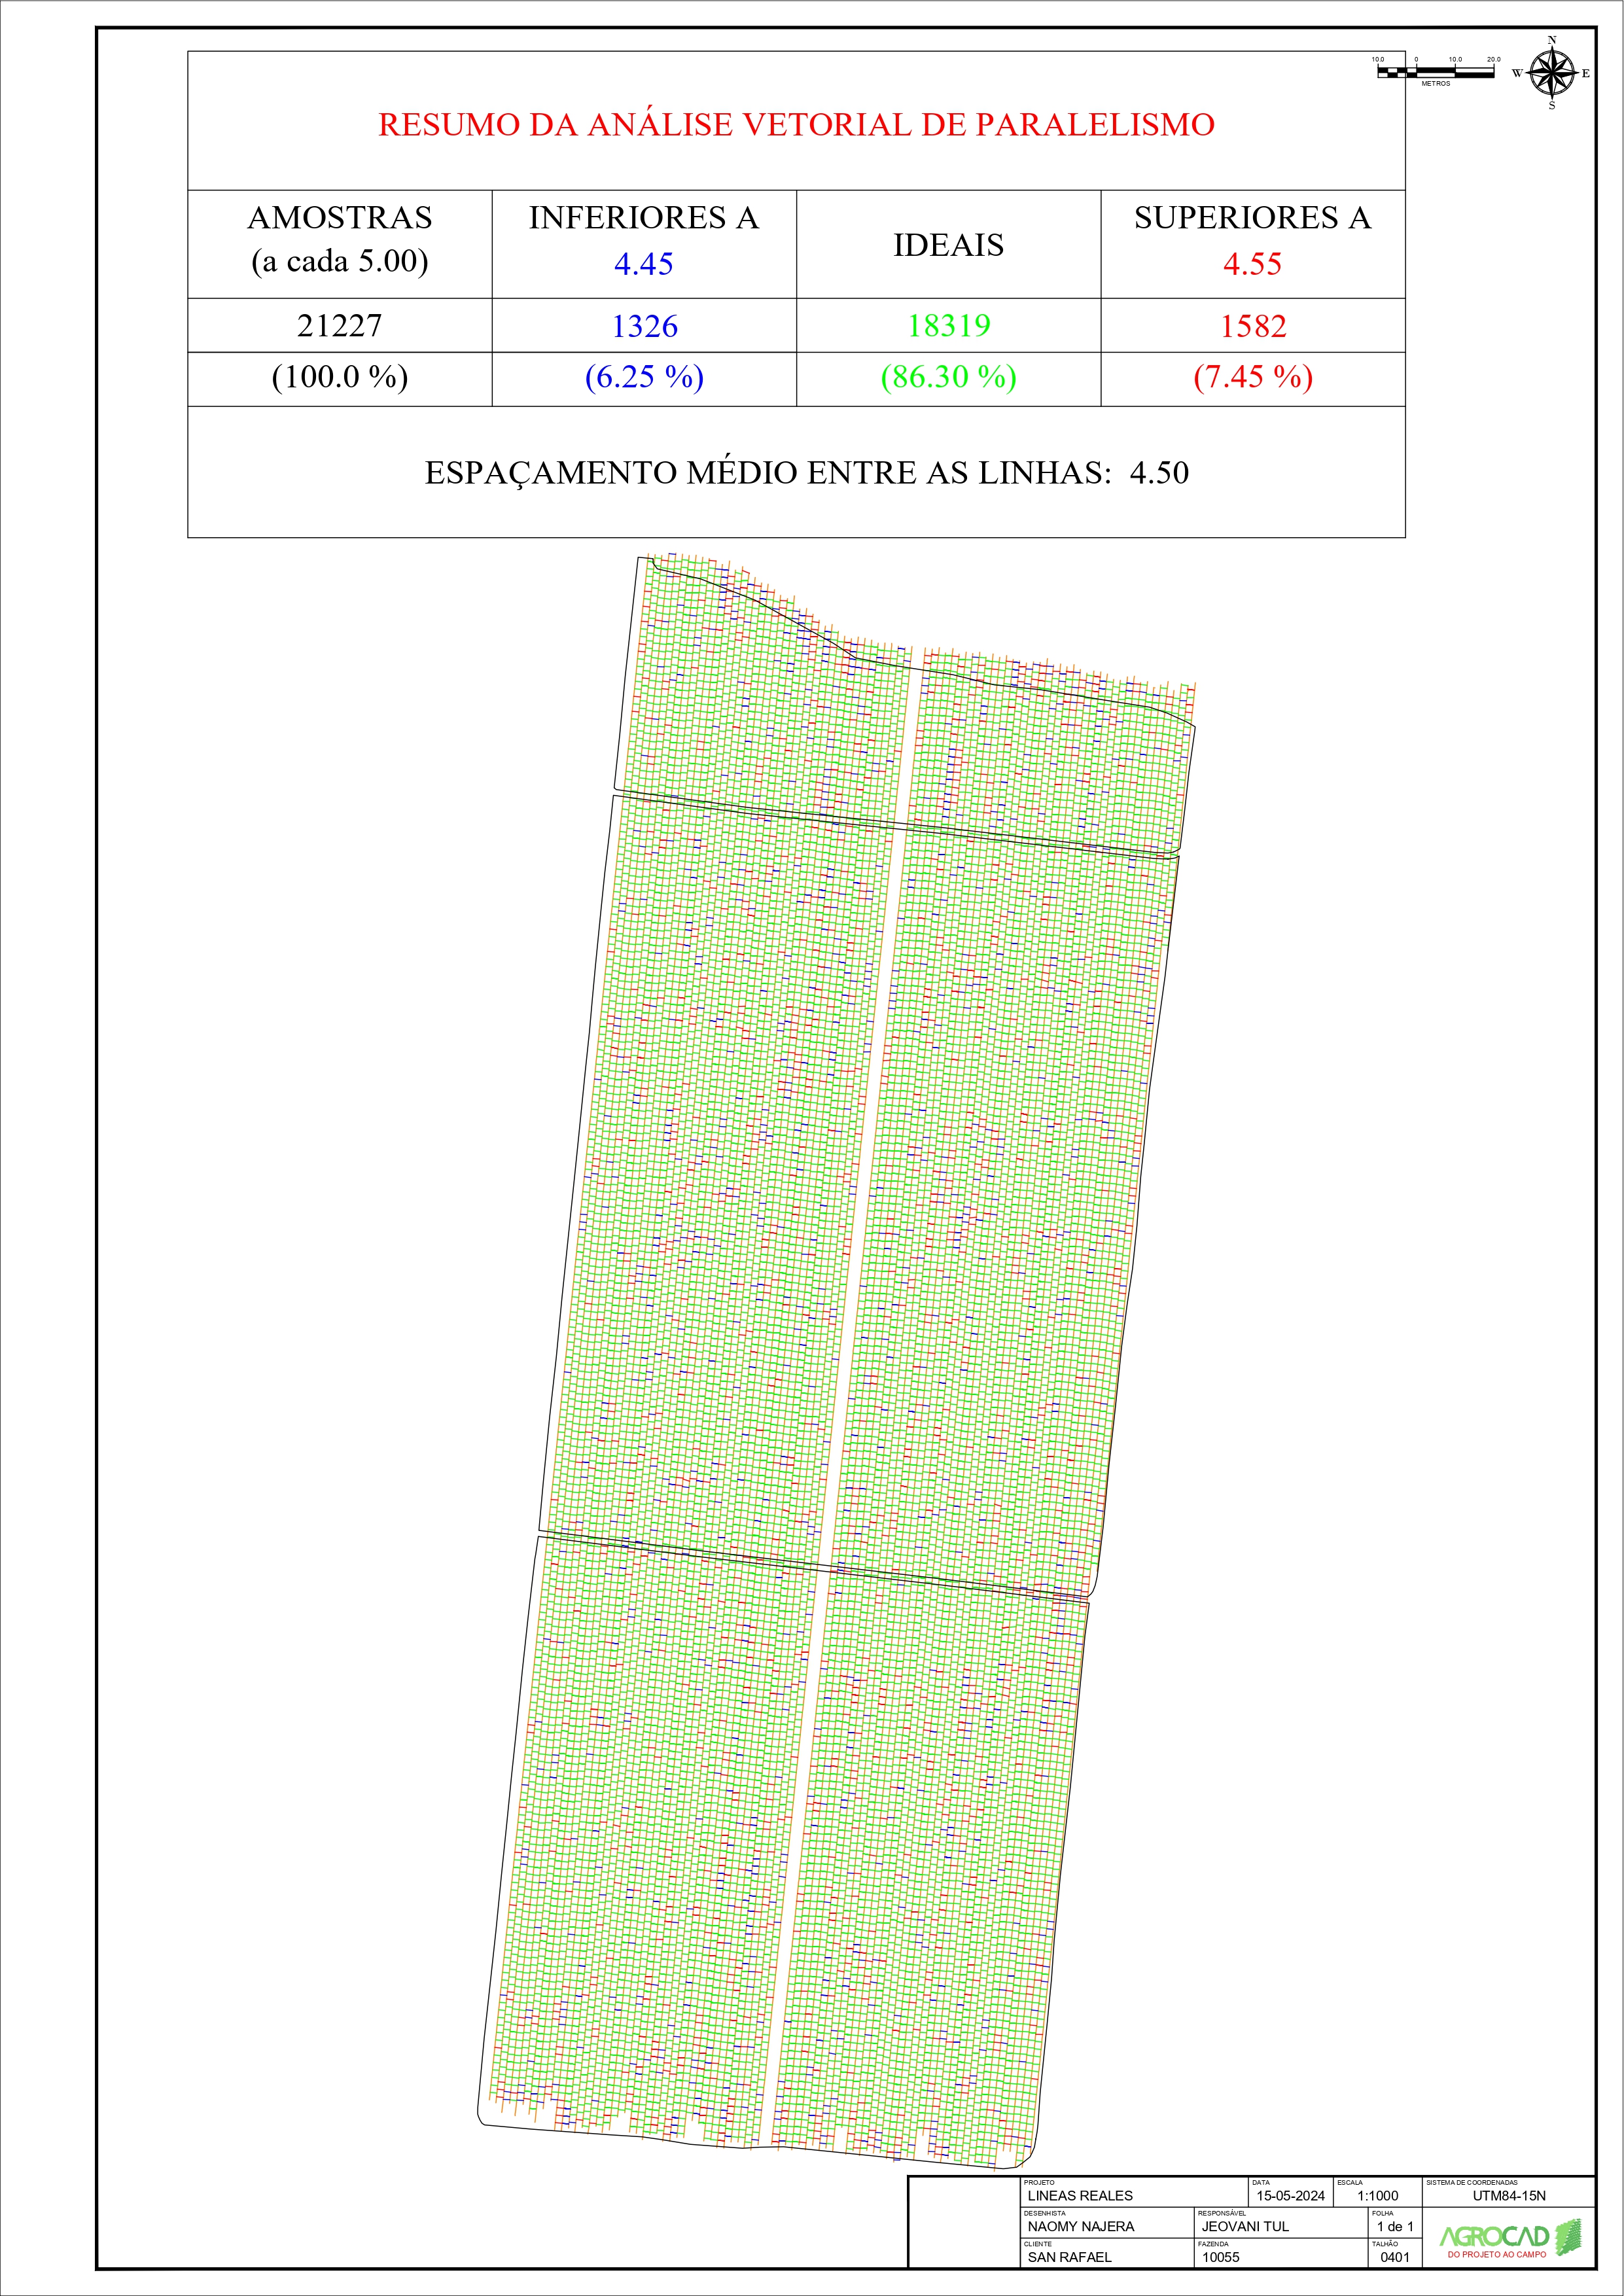 10.0 0 10.0 20.0
METROS
N
W E
S
RESUMO DA ANÁLISE VETORIAL DE PARALELISMO
AMOSTRAS
(a cada 5.00)
INFERIORES A
4.45
IDEAIS
SUPERIORES A
4.55
21227 1326 18319 1582
(100.0 %) (6.25 %) (86.30 %) (7.45 %)
ESPAÇAMENTO MÉDIO ENTRE AS LINHAS: 4.50
PROJETO
LINEAS REALES
DATA
15-05-2024
ESCALA
1:1000
SISTEMA DE COORDENADAS
UTM84-15N
DESENHISTA
NAOMY NAJERA
RESPONSÁVEL
JEOVANI TUL
FOLHA
1 de 1
CLIENTE
SAN RAFAEL
FAZENDA
10055
TALHÃO
0401
AGROCAD
DO PROJETO AO CAMPO